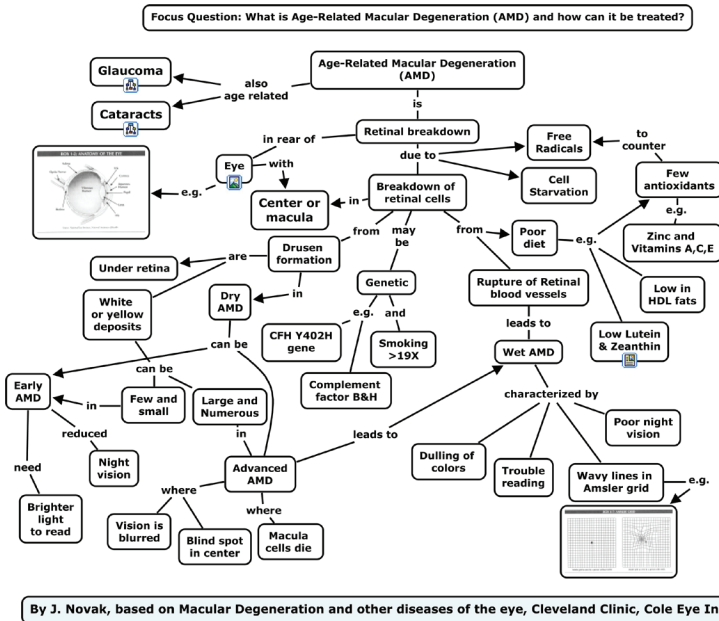 Focus Question: What is Age-Related Macular Degeneration (AMD) and how can it be treated?
Glaucoma
Cataracts
also
age related
Age-Related Macular Degeneration
(AMD)
is
Retinal breakdown
in rear of
due to
Free
Radicals
to
counter
Cell
Starvation
Few
antioxidants
Eye
with
e.g.
Center or
macula
in
Breakdown of
retinal cells
e.g.
Zinc and
Vitamins A,C,E
from
may
be
from
Poor
diet
e.g.
Drusen
formation
are
Under retina
in
Genetic
Rupture of Retinal
blood vessels
Low in
HDL fats
White
or yellow
deposits
Dry
AMD
e.g.
and
leads to
Low Lutein
& Zeanthin
CFH Y402H
gene
Smoking
>19X
can be
Wet AMD
can be
Complement
factor B&H
Early
AMD
in
Few and
small
Large and
Numerous
characterized by
reduced
in
leads to
Poor night
vision
need
Night
vision
Advanced
AMD
Dulling of
colors
Trouble
reading
Wavy lines in
Amsler grid
e.g.
where
where
Brighter
light
to read
Vision is
blurred
Blind spot
in center
Macula
cells die
By J. Novak, based on Macular Degeneration and other diseases of the eye, Cleveland Clinic, Cole Eye In